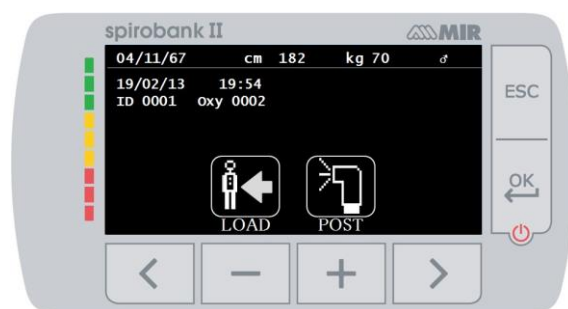 spirobank II MIR
04/11/67 cm 182 kg 70 ♂
19/02/13 19:54
ID 0001 Oxy 0002
LOAD POST
ESC
OK